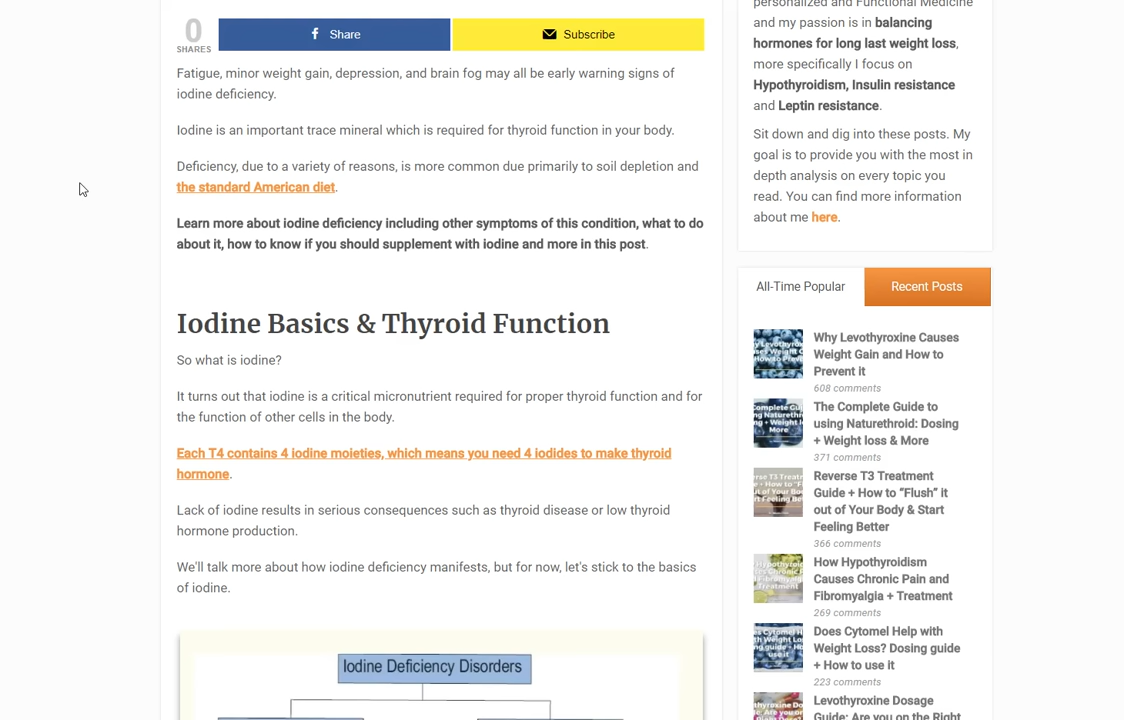 0
SHARES
Share
Subscribe
Fatigue, minor weight gain, depression, and brain fog may all be early warning signs of
iodine deficiency.
Iodine is an important trace mineral which is required for thyroid function in your body.
Deficiency, due to a variety of reasons, is more common due primarily to soil depletion and
the standard American diet.
Learn more about iodine deficiency including other symptoms of this condition, what to do
about it, how to know if you should supplement with iodine and more in this post.
Iodine Basics & Thyroid Function
So what is iodine?
It turns out that iodine is a critical micronutrient required for proper thyroid function and for
the function of other cells in the body.
Each T4 contains 4 iodine moieties, which means you need 4 iodides to make thyroid
hormone.
Lack of iodine results in serious consequences such as thyroid disease or low thyroid
hormone production.
We'll talk more about how iodine deficiency manifests, but for now, let's stick to the basics
of iodine.
Iodine Deficiency Disorders
personalized and Functional Medicine
and my passion is in balancing
hormones for long last weight loss,
more specifically I focus on
Hypothyroidism, Insulin resistance
and Leptin resistance.
Sit down and dig into these posts. My
goal is to provide you with the most in
depth analysis on every topic you
read. You can find more information
about me here.
All-Time Popular
Recent Posts
Why Levothyroxine Causes
Weight Gain and How to
Prevent it
608 comments
The Complete Guide to
using Naturethroid: Dosing
+ Weight loss & More
371 comments
Reverse T3 Treatment
Guide + How to “Flush” it
out of Your Body & Start
Feeling Better
366 comments
How Hypothyroidism
Causes Chronic Pain and
Fibromyalgia + Treatment
269 comments
Does Cytomel Help with
Weight Loss? Dosing guide
+ How to use it
223 comments
Levothyroxine Dosage
Guide: Are you on the Right